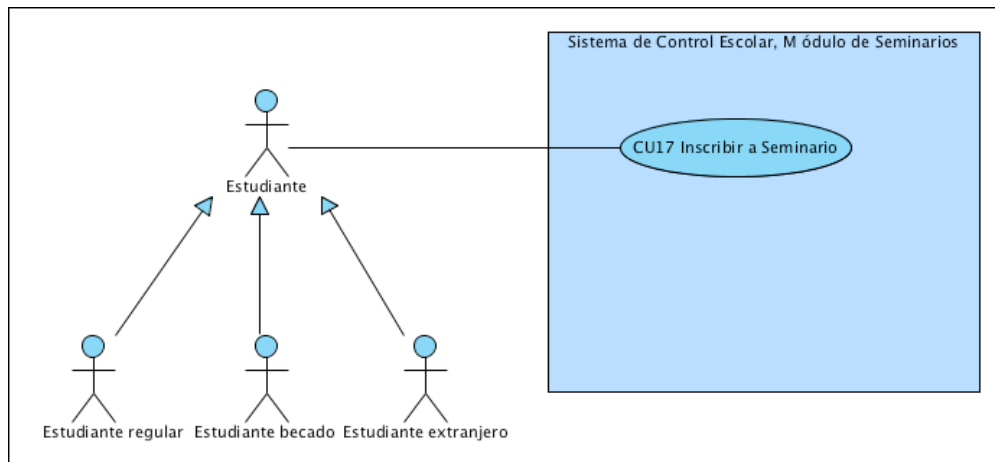 Sistema de Control Escolar, M ódulo de Seminarios
CU17 Inscribir a Seminario
Estudiante
Estudiante regular
Estudiante becado
Estudiante extranjero